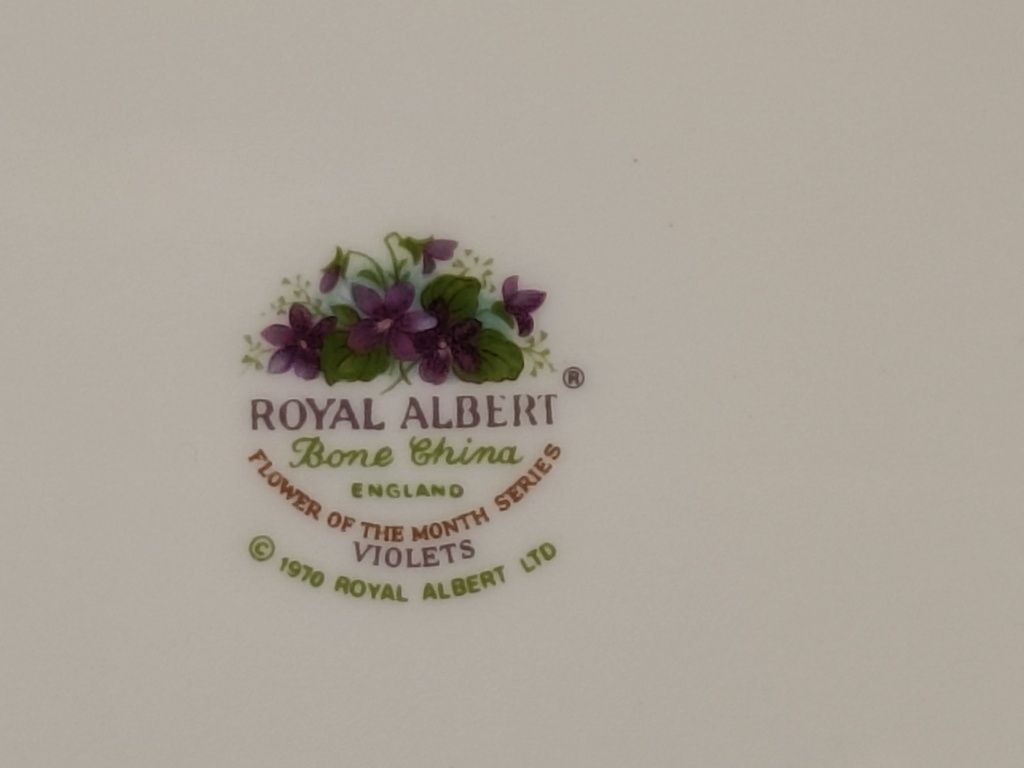 ®
ROYAL ALBERT
Bone China
ENGLAND
FLOWER OF THE MONTH SERIES
VIOLETS
© 1970 ROYAL ALBERT LTD